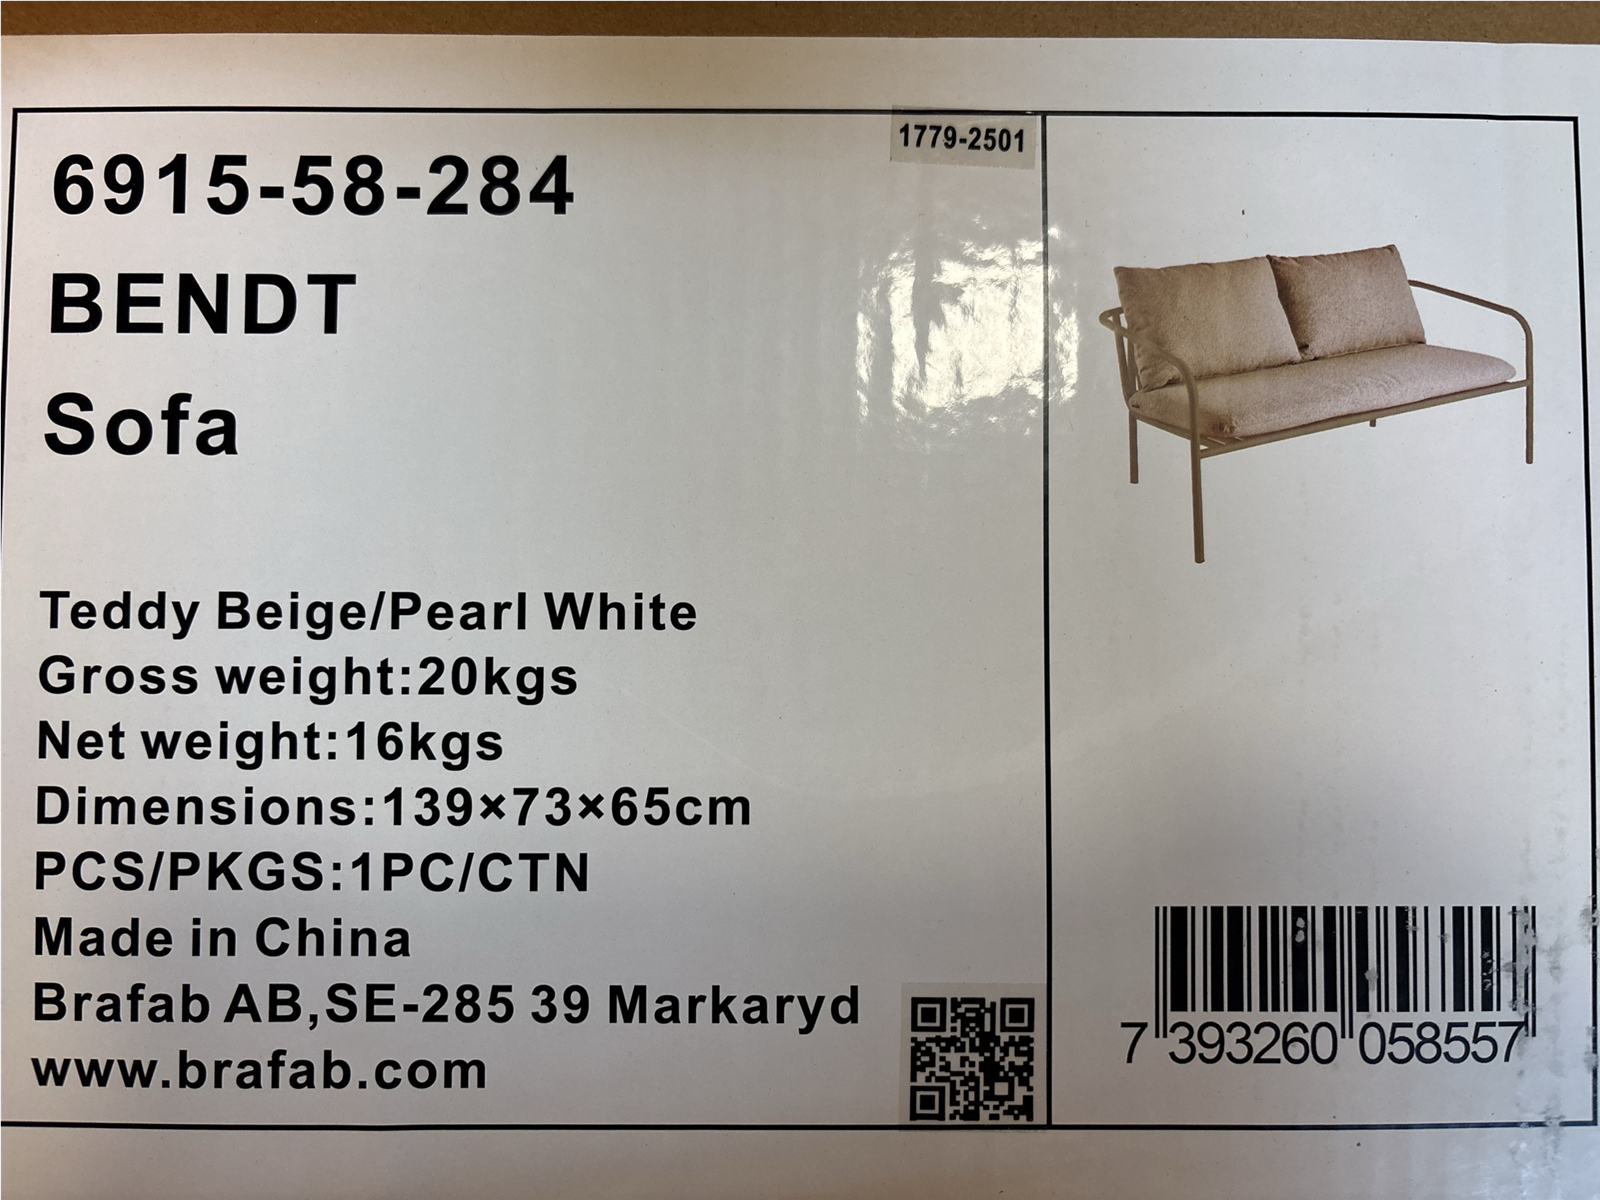 1779-2501
6915-58-284
BENDT
Sofa
Teddy Beige/Pearl White
Gross weight:20kgs
Net weight:16kgs
Dimensions:139×73×65cm
PCS/PKGS:1PC/CTN
Made in China
Brafab AB,SE-285 39 Markaryd
www.brafab.com
7 393260 058557